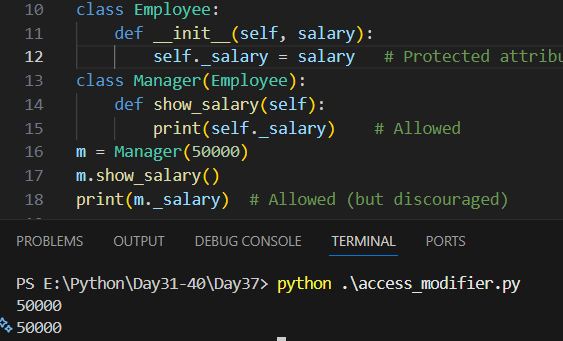 10 class Employee:
11 def __init__(self, salary):
12 self._salary = salary # Protected
13 class Manager(Employee):
14 def show_salary(self):
15 print(self._salary) # Allowed
16 m = Manager(50000)
17 m.show_salary()
18 print(m._salary) # Allowed (but discouraged)
PROBLEMS OUTPUT DEBUG CONSOLE TERMINAL PORTS
PS E:\Python\Day31-40\Day37> python .\access_modifier.py
50000
50000